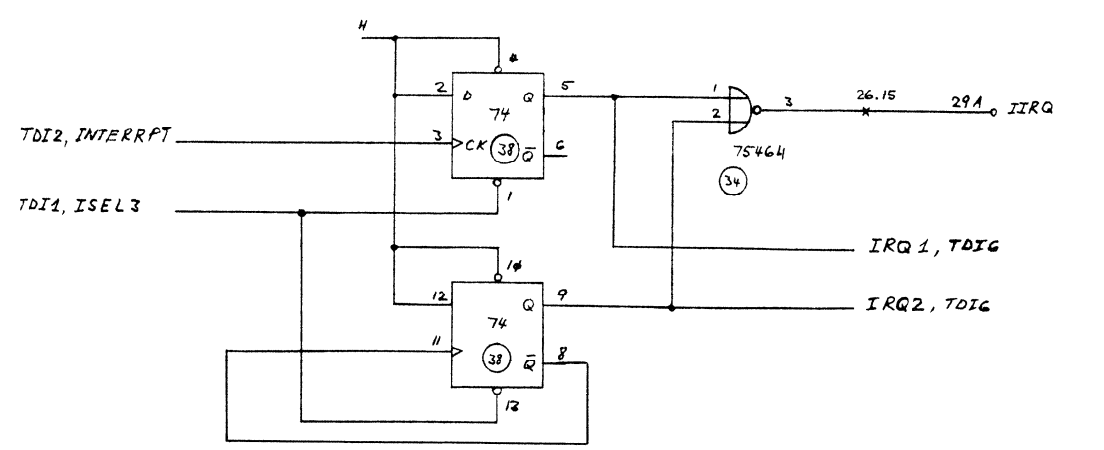 H
4
2 D Q 5
74
TDI2, INTERRPT 3 CK 38 Q 6
1
1 3 26.15 29A IIRQ
2
75464
34
TDI1, ISEL3
IRQ1, TDI6
10
12 Q 9 IRQ2, TDI6
74
11 38 Q 8
13